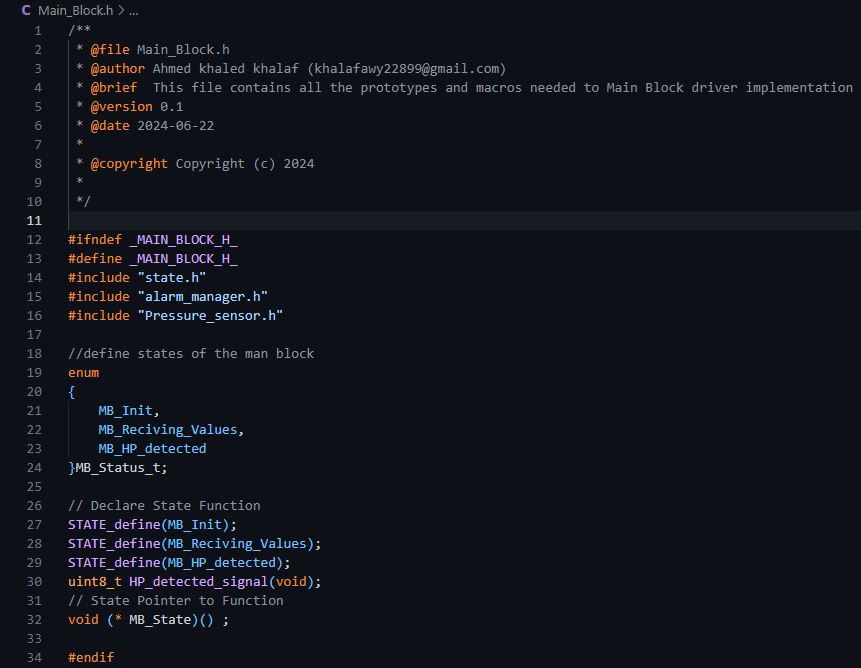 C Main_Block.h > ...
1 /**
2 * @file Main_Block.h
3 * @author Ahmed khaled khalaf (khalafawy22899@gmail.com)
4 * @brief  This file contains all the prototypes and macros needed to Main Block driver implementation
5 * @version 0.1
6 * @date 2024-06-22
7 *
8 * @copyright Copyright (c) 2024
9 *
10 */
11
12 #ifndef _MAIN_BLOCK_H_
13 #define _MAIN_BLOCK_H_
14 #include "state.h"
15 #include "alarm_manager.h"
16 #include "Pressure_sensor.h"
17
18 //define states of the man block
19 enum
20 {
21     MB_Init,
22     MB_Reciving_Values,
23     MB_HP_detected
24 }MB_Status_t;
25
26 // Declare State Function
27 STATE_define(MB_Init);
28 STATE_define(MB_Reciving_Values);
29 STATE_define(MB_HP_detected);
30 uint8_t HP_detected_signal(void);
31 // State Pointer to Function
32 void (* MB_State)() ;
33
34 #endif